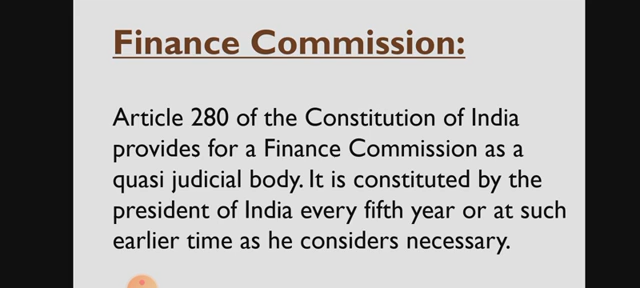 Finance Commission:
Article 280 of the Constitution of India
provides for a Finance Commission as a
quasi judicial body. It is constituted by the
president of India every fifth year or at such
earlier time as he considers necessary.